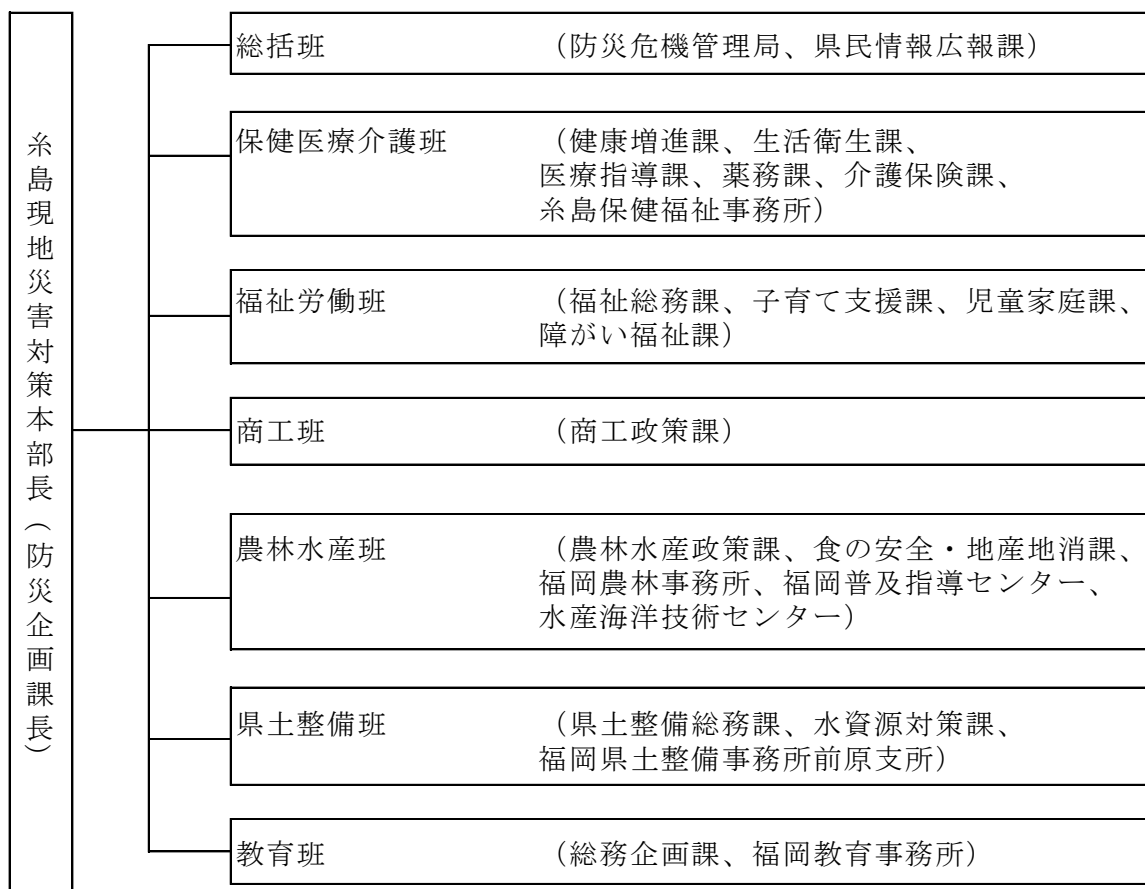 糸島現地災害対策本部長（防災企画課長）
総括班 （防災危機管理局、県民情報広報課）
保健医療介護班 （健康増進課、生活衛生課、
医療指導課、薬務課、介護保険課、
糸島保健福祉事務所）
福祉労働班 （福祉総務課、子育て支援課、児童家庭課、
障がい福祉課）
商工班 （商工政策課）
農林水産班 （農林水産政策課、食の安全・地産地消課、
福岡農林事務所、福岡普及指導センター、
水産海洋技術センター）
県土整備班 （県土整備総務課、水資源対策課、
福岡県土整備事務所前原支所）
教育班 （総務企画課、福岡教育事務所）